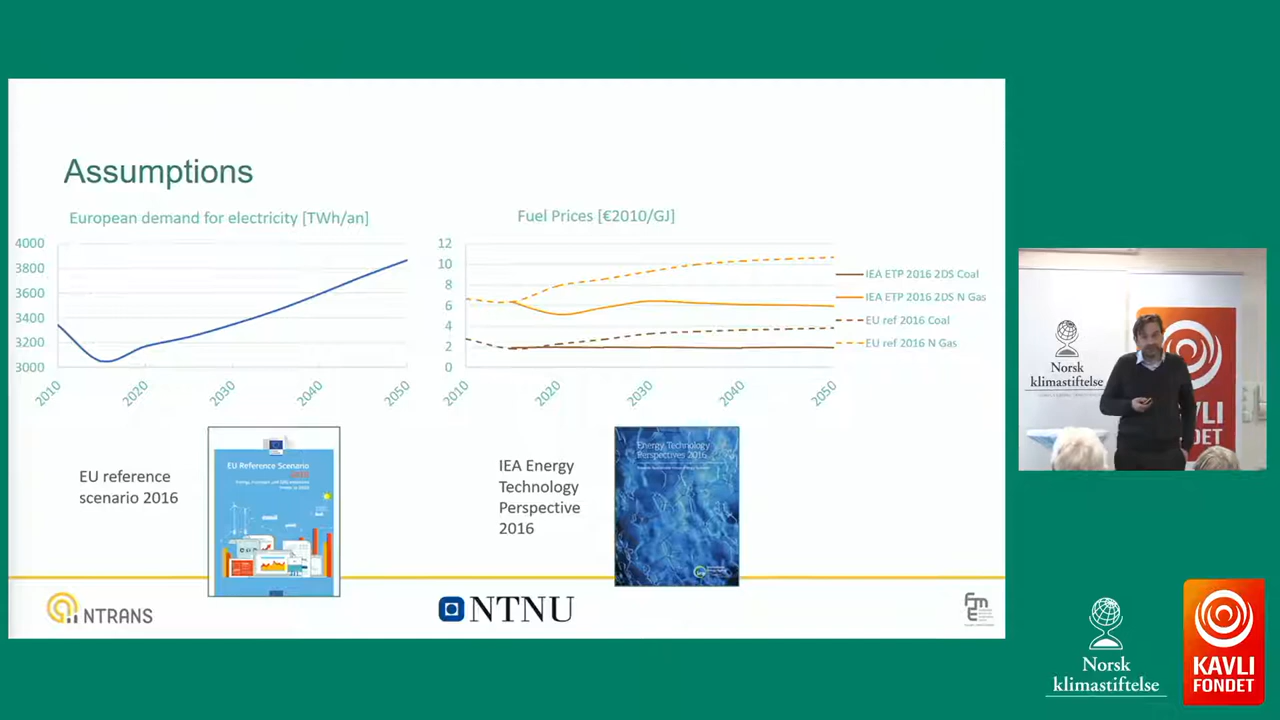 Assumptions
European demand for electricity [TWh/an]
4000
3800
3600
3400
3200
3000
2010
2020
2030
2040
2050
Fuel Prices [€2010/GJ]
12
10
8
6
4
2
0
2010
2020
2030
2040
2050
IEA ETP 2016 2DS Coal
IEA ETP 2016 2DS N Gas
EU ref 2016 Coal
EU ref 2016 N Gas
EU reference
scenario 2016
EU Reference Scenario
IEA Energy
Technology
Perspective
2016
Energy Technology
Perspectives 2016
NTRANS
NTNU
FME
Norsk
klimastiftelse
KAVLI
FONDET
Norsk
klimastiftelse
KAVLI
FONDET